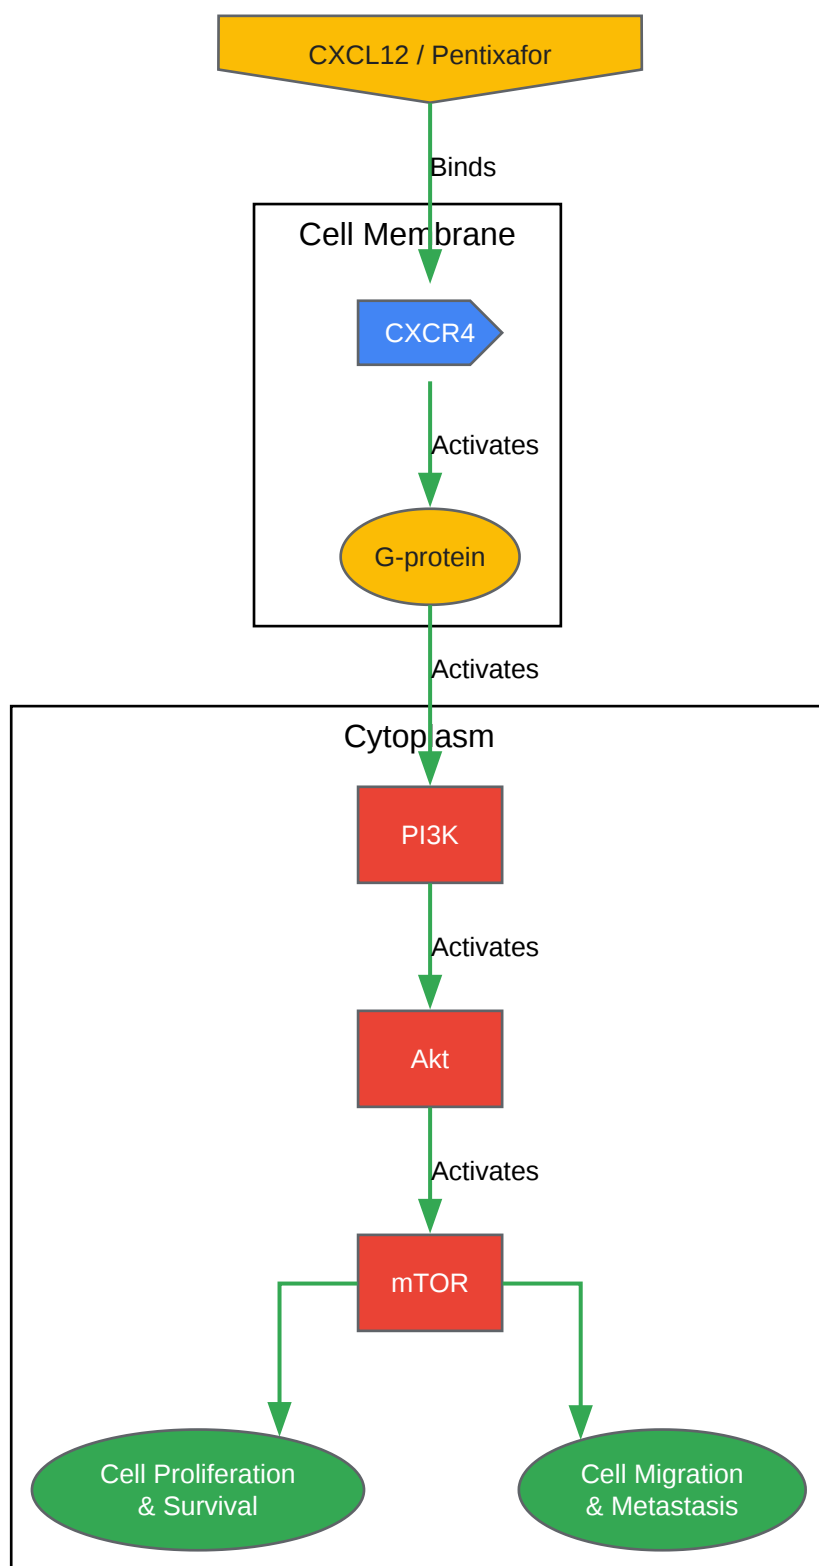 CXCL12 / Pentixafor
Binds
Cell Membrane
CXCR4
Activates
G-protein
Activates
Cytoplasm
PI3K
Activates
Akt
Activates
mTOR
Cell Proliferation
& Survival
Cell Migration
& Metastasis